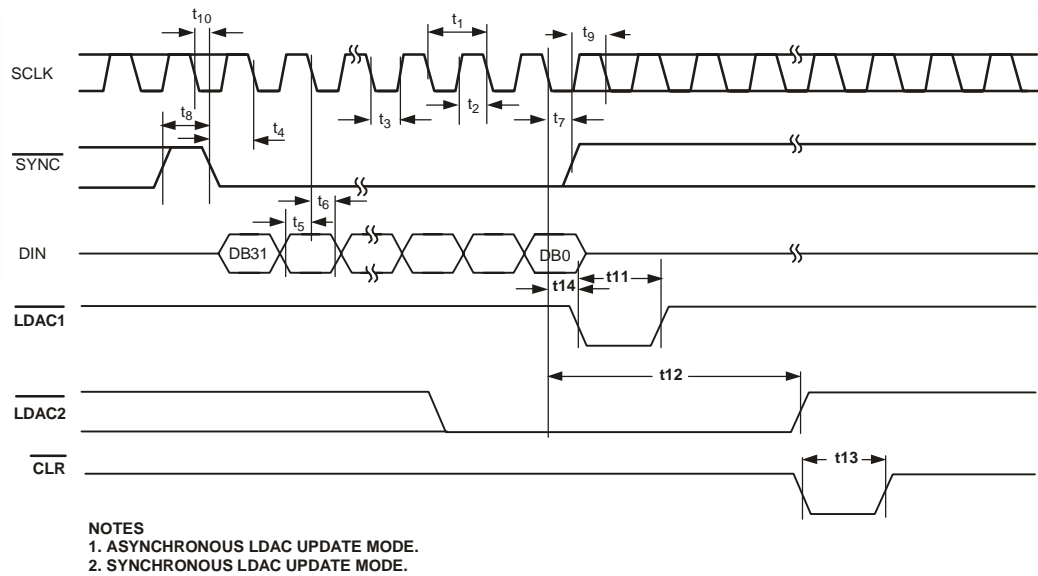 t10
t1
t9
SCLK
t8
t4
t3
t2
t7
SYNC
t6
t5
DIN
DB31
DB0
t14
t11
LDAC1
t12
LDAC2
CLR
t13
NOTES
1. ASYNCHRONOUS LDAC UPDATE MODE.
2. SYNCHRONOUS LDAC UPDATE MODE.